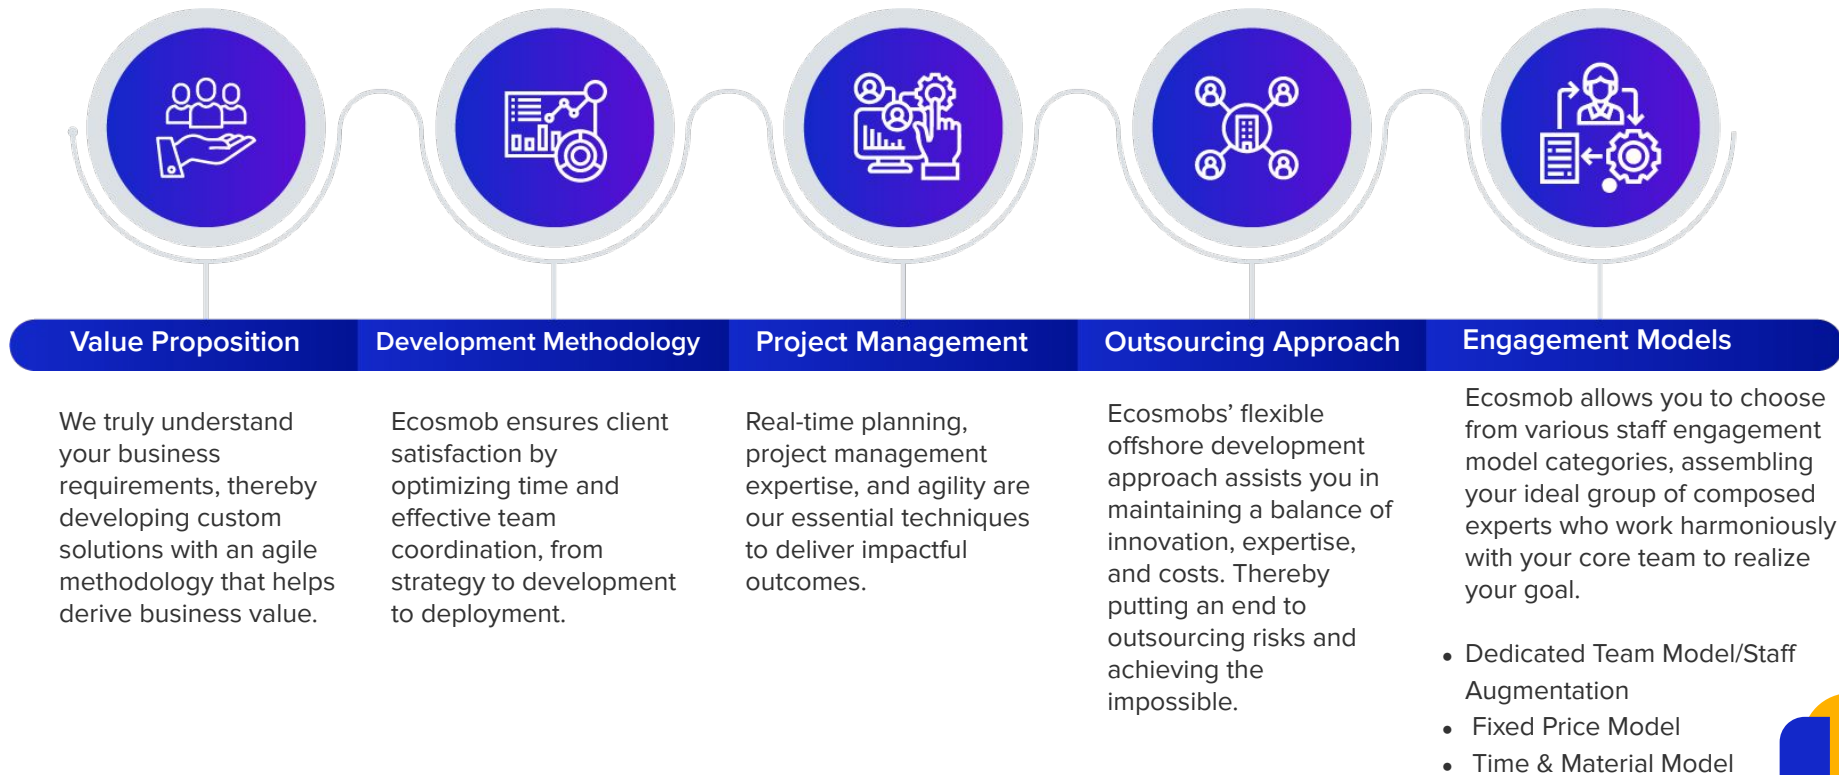 Value Proposition
We truly understand
your business
requirements, thereby
developing custom
solutions with an agile
methodology that helps
derive business value.
Development Methodology
Ecosmob ensures client
satisfaction by
optimizing time and
effective team
coordination, from
strategy to development
to deployment.
Project Management
Real-time planning,
project management
expertise, and agility are
our essential techniques
to deliver impactful
outcomes.
Outsourcing Approach
Ecosmobs’ flexible
offshore development
approach assists you in
maintaining a balance of
innovation, expertise,
and costs. Thereby
putting an end to
outsourcing risks and
achieving the
impossible.
Engagement Models
Ecosmob allows you to choose
from various staff engagement
model categories, assembling
your ideal group of composed
experts who work harmoniously
with your core team to realize
your goal.
• Dedicated Team Model/Staff
Augmentation
• Fixed Price Model
• Time & Material Model